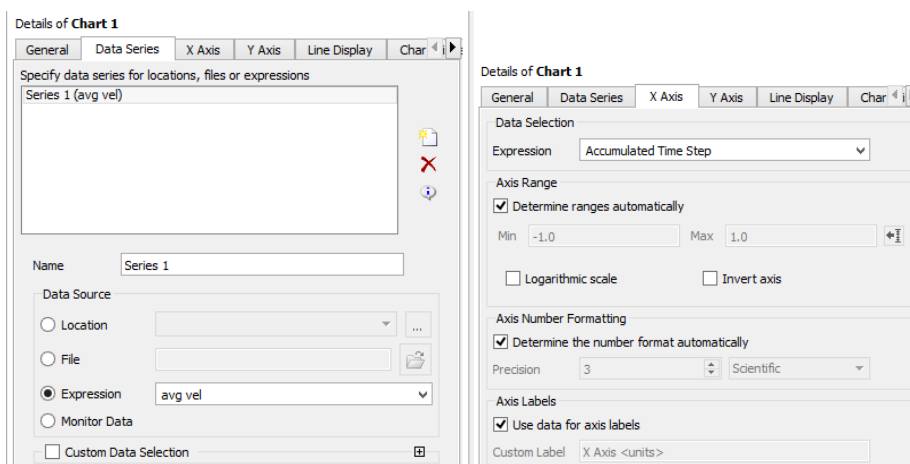 Details of Chart 1
General Data Series X Axis Y Axis Line Display Char
Specify data series for locations, files or expressions
Series 1 (avg vel)
Name Series 1
Data Source
Location
...
File
Expression avg vel
Monitor Data
Custom Data Selection
Details of Chart 1
General Data Series X Axis Y Axis Line Display Char
Data Selection
Expression Accumulated Time Step
Axis Range
Determine ranges automatically
Min -1.0 Max 1.0
Logarithmic scale Invert axis
Axis Number Formatting
Determine the number format automatically
Precision 3 Scientific
Axis Labels
Use data for axis labels
Custom Label X Axis <units>